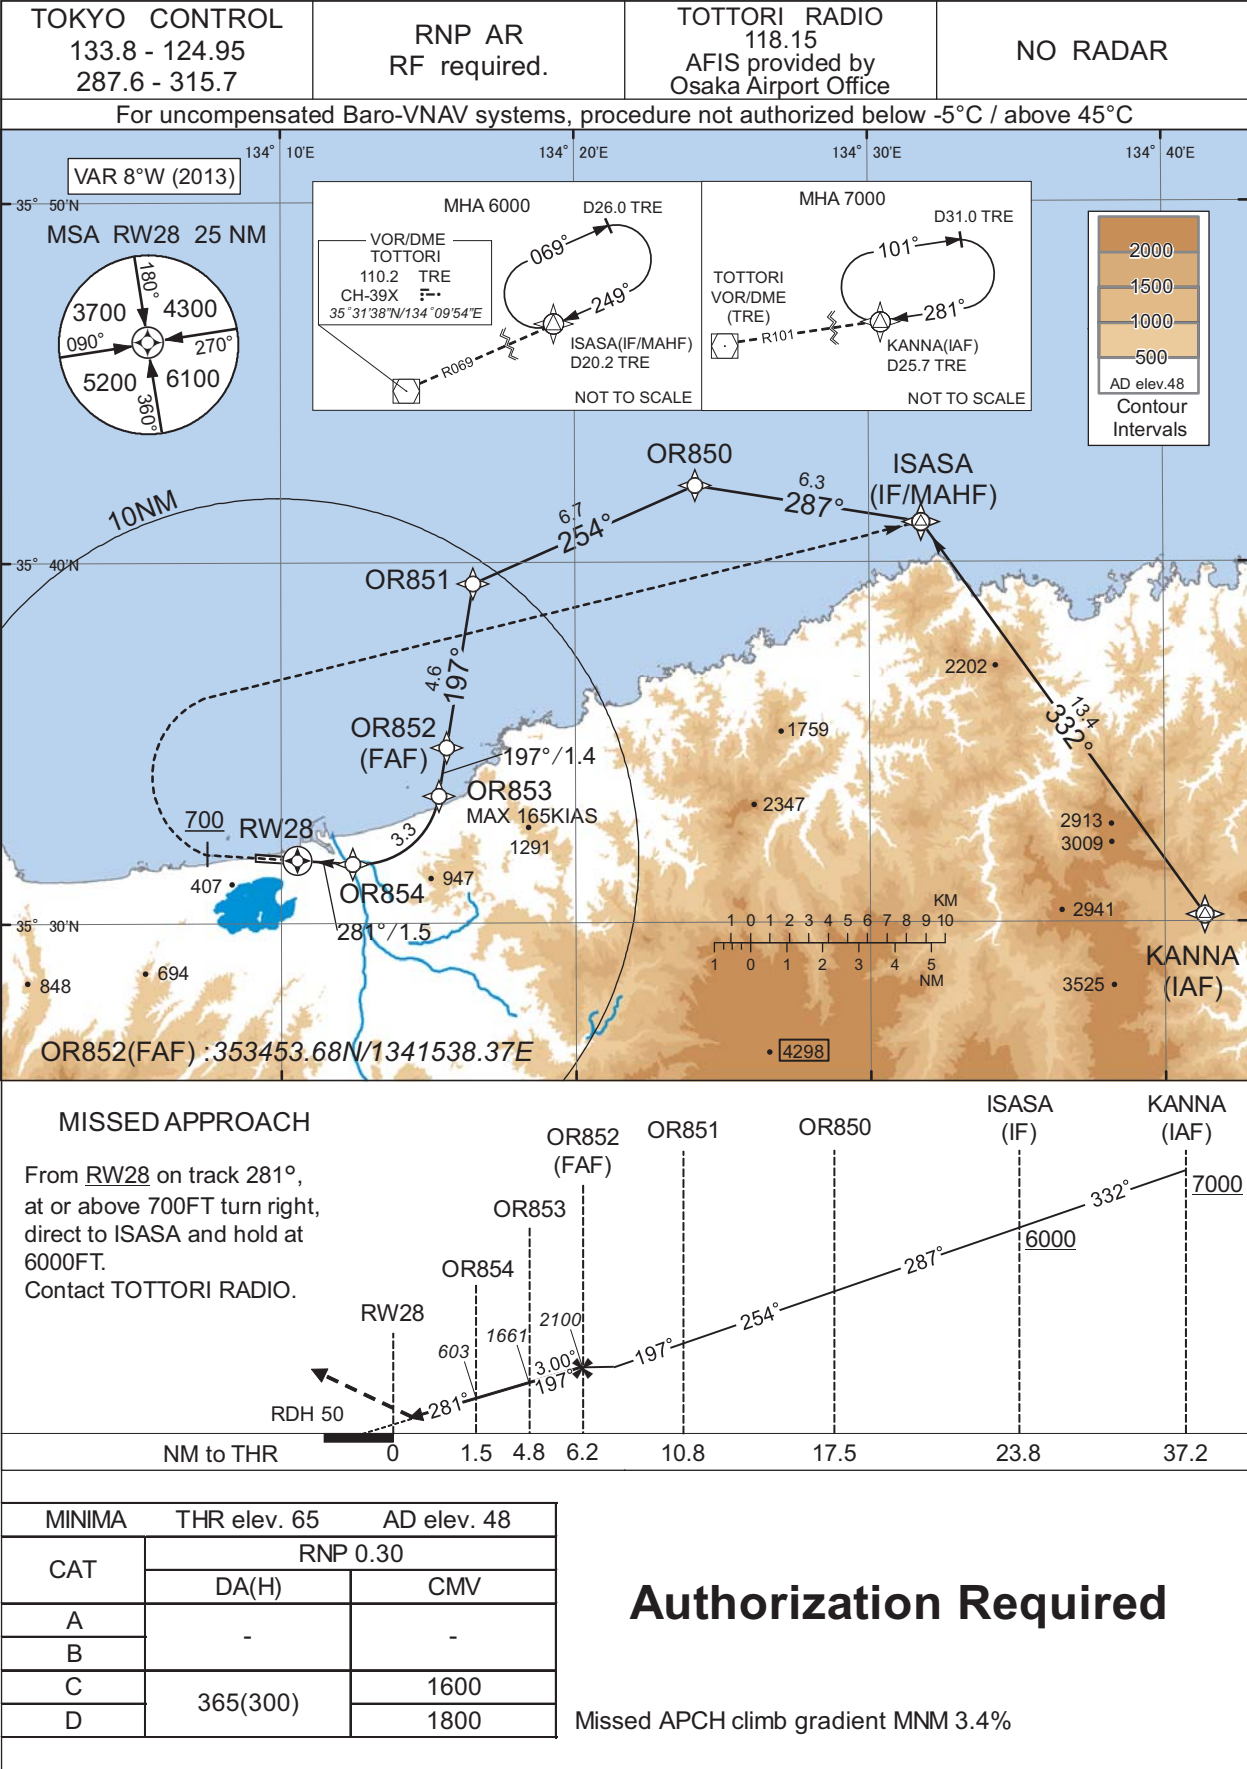 TOKYO CONTROL
133.8 - 124.95
287.6 - 315.7
RNP AR
RF required.
TOTTORI RADIO
118.15
AFIS provided by
Osaka Airport Office
NO RADAR
For uncompensated Baro-VNAV systems, procedure not authorized below -5°C / above 45°C
134° 10'E
134° 20'E
134° 30'E
134° 40'E
VAR 8°W (2013)
35° 50'N
MSA RW28 25 NM
180°
3700
4300
090°
270°
5200
6100
360°
MHA 6000
D26.0 TRE
VOR/DME
TOTTORI
110.2 TRE
CH-39X
35°31'38"N/134°09'54"E
069°
249°
ISASA(IF/MAHF)
D20.2 TRE
R069
NOT TO SCALE
MHA 7000
D31.0 TRE
101°
TOTTORI
VOR/DME
(TRE)
281°
R101
KANNA(IAF)
D25.7 TRE
NOT TO SCALE
2000
1500
1000
500
AD elev.48
Contour
Intervals
OR850
ISASA
(IF/MAHF)
6.3
287°
10NM
6.7
254°
35° 40'N
OR851
4.6
197°
2202
13.4
332°
OR852
(FAF)
1759
197°/1.4
OR853
MAX 165KIAS
2347
700
RW28
3.3
1291
2913
3009
407
OR854
947
281°/1.5
35° 30'N
2941
KM
1 0 1 2 3 4 5 6 7 8 9 10
1 0 1 2 3 4 5
NM
KANNA
(IAF)
694
848
3525
4298
OR852(FAF) :353453.68N/1341538.37E
MISSED APPROACH
From RW28 on track 281°,
at or above 700FT turn right,
direct to ISASA and hold at
6000FT.
Contact TOTTORI RADIO.
RW28
OR854
OR853
OR852
(FAF)
OR851
OR850
ISASA
(IF)
KANNA
(IAF)
7000
332°
6000
287°
254°
197°
2100
1661
603
3.00°
197°
281°
RDH 50
NM to THR 0 1.5 4.8 6.2 10.8 17.5 23.8 37.2
MINIMA THR elev. 65 AD elev. 48
CAT
RNP 0.30
DA(H) CMV
A
B
- -
C
D
365(300)
1600
1800
Authorization Required
Missed APCH climb gradient MNM 3.4%